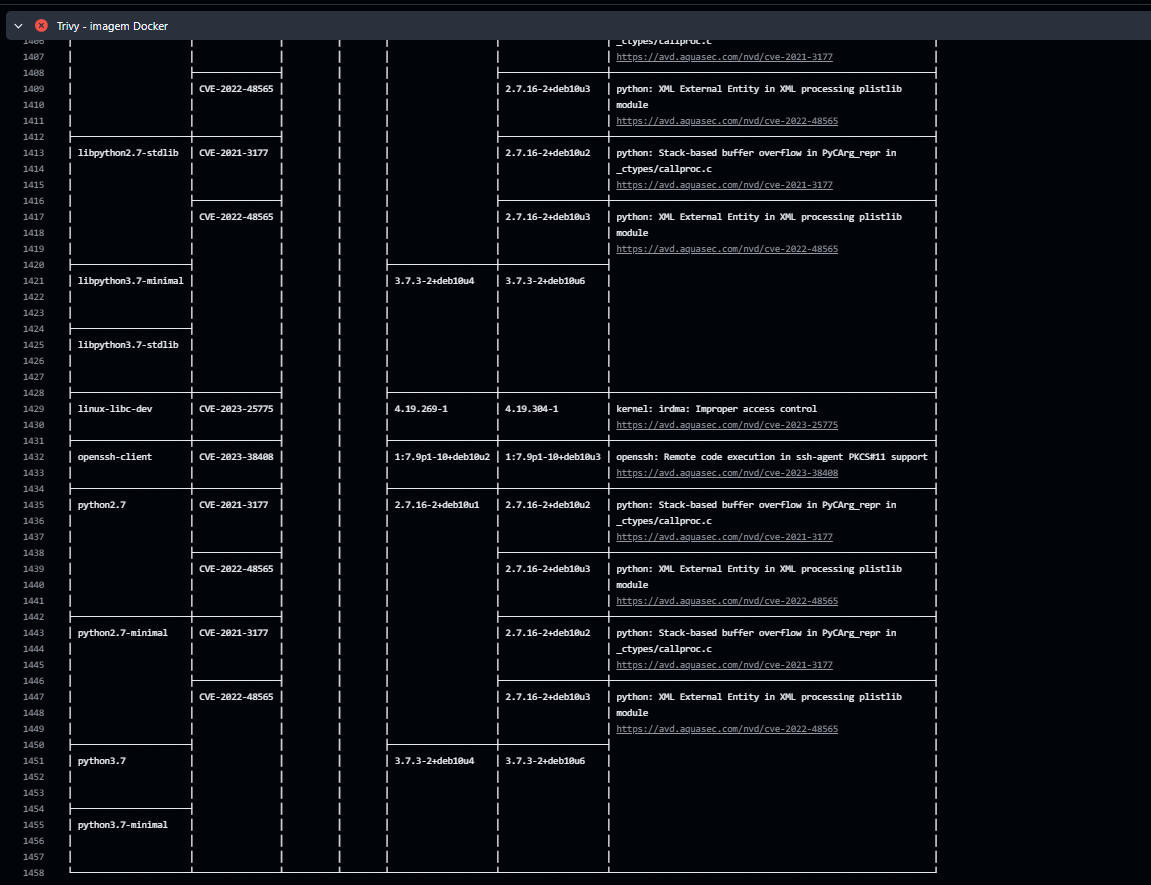 Trivy - imagem Docker
1406 _ctypes/callproc.c
1407 https://avd.aquasec.com/nvd/cve-2021-3177
1408
1409 CVE-2022-48565 2.7.16-2+deb10u3 python: XML External Entity in XML processing plistlib
1410 module
1411 https://avd.aquasec.com/nvd/cve-2022-48565
1412
1413 libpython2.7-stdlib CVE-2021-3177 2.7.16-2+deb10u2 python: Stack-based buffer overflow in PyCArg_repr in
1414 _ctypes/callproc.c
1415 https://avd.aquasec.com/nvd/cve-2021-3177
1416
1417 CVE-2022-48565 2.7.16-2+deb10u3 python: XML External Entity in XML processing plistlib
1418 module
1419 https://avd.aquasec.com/nvd/cve-2022-48565
1420
1421 libpython3.7-minimal 3.7.3-2+deb10u4 3.7.3-2+deb10u6
1422
1423
1424
1425 libpython3.7-stdlib
1426
1427
1428
1429 linux-libc-dev CVE-2023-25775 4.19.269-1 4.19.304-1 kernel: irdma: Improper access control
1430 https://avd.aquasec.com/nvd/cve-2023-25775
1431
1432 openssh-client CVE-2023-38408 1:7.9p1-10+deb10u2 1:7.9p1-10+deb10u3 openssh: Remote code execution in ssh-agent PKCS#11 support
1433 https://avd.aquasec.com/nvd/cve-2023-38408
1434
1435 python2.7 CVE-2021-3177 2.7.16-2+deb10u1 2.7.16-2+deb10u2 python: Stack-based buffer overflow in PyCArg_repr in
1436 _ctypes/callproc.c
1437 https://avd.aquasec.com/nvd/cve-2021-3177
1438
1439 CVE-2022-48565 2.7.16-2+deb10u3 python: XML External Entity in XML processing plistlib
1440 module
1441 https://avd.aquasec.com/nvd/cve-2022-48565
1442
1443 python2.7-minimal CVE-2021-3177 2.7.16-2+deb10u2 python: Stack-based buffer overflow in PyCArg_repr in
1444 _ctypes/callproc.c
1445 https://avd.aquasec.com/nvd/cve-2021-3177
1446
1447 CVE-2022-48565 2.7.16-2+deb10u3 python: XML External Entity in XML processing plistlib
1448 module
1449 https://avd.aquasec.com/nvd/cve-2022-48565
1450
1451 python3.7 3.7.3-2+deb10u4 3.7.3-2+deb10u6
1452
1453
1454
1455 python3.7-minimal
1456
1457
1458